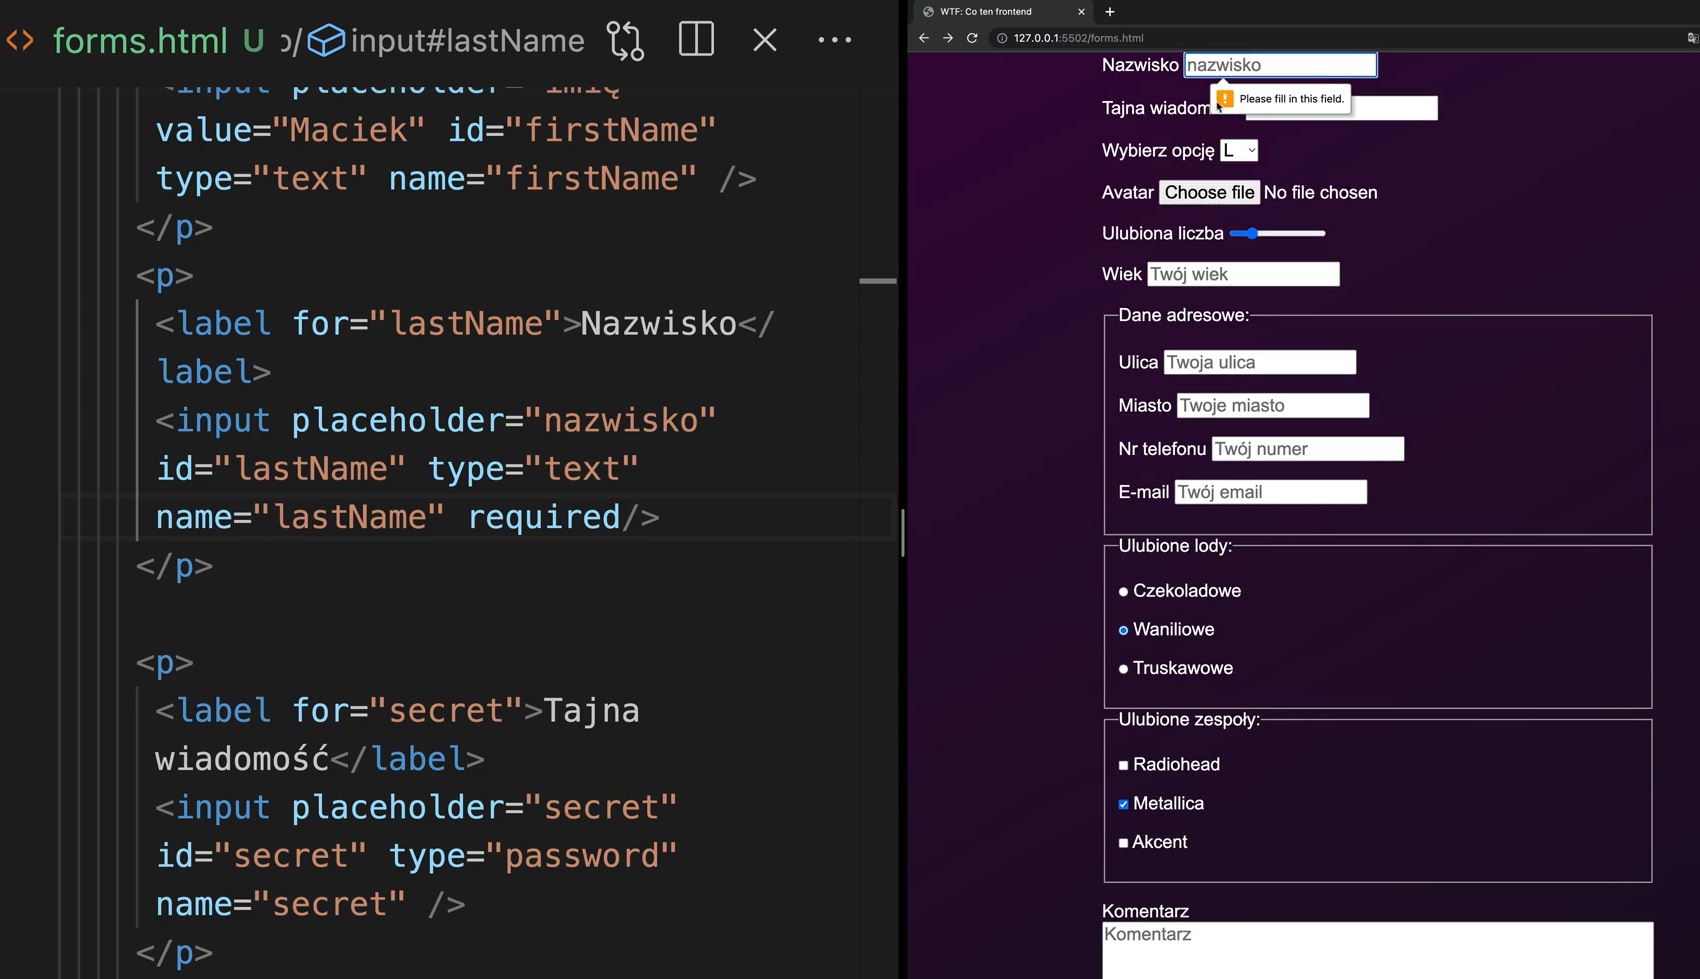 forms.html U
input#lastName
<input placeholder="imię"
value="Maciek" id="firstName"
type="text" name="firstName" />
</p>
<p>
<label for="lastName">Nazwisko</
label>
<input placeholder="nazwisko"
id="lastName" type="text"
name="lastName" required/>
</p>
<p>
<label for="secret">Tajna
wiadomość</label>
<input placeholder="secret"
id="secret" type="password"
name="secret" />
</p>
WTF: Co ten frontend
127.0.0.1:5502/forms.html
Nazwisko nazwisko
Please fill in this field.
Tajna wiadom
Wybierz opcję L
Avatar Choose file No file chosen
Ulubiona liczba
Wiek Twój wiek
Dane adresowe:
Ulica Twoja ulica
Miasto Twoje miasto
Nr telefonu Twój numer
E-mail Twój email
Ulubione lody:
Czekoladowe
Waniliowe
Truskawowe
Ulubione zespoły:
Radiohead
Metallica
Akcent
Komentarz
Komentarz